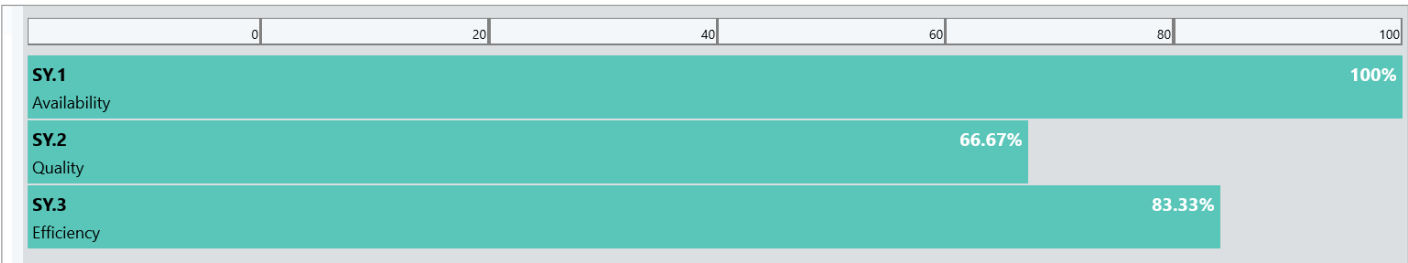 0 20 40 60 80 100
SY.1 100%
Availability
SY.2 66.67%
Quality
SY.3 83.33%
Efficiency